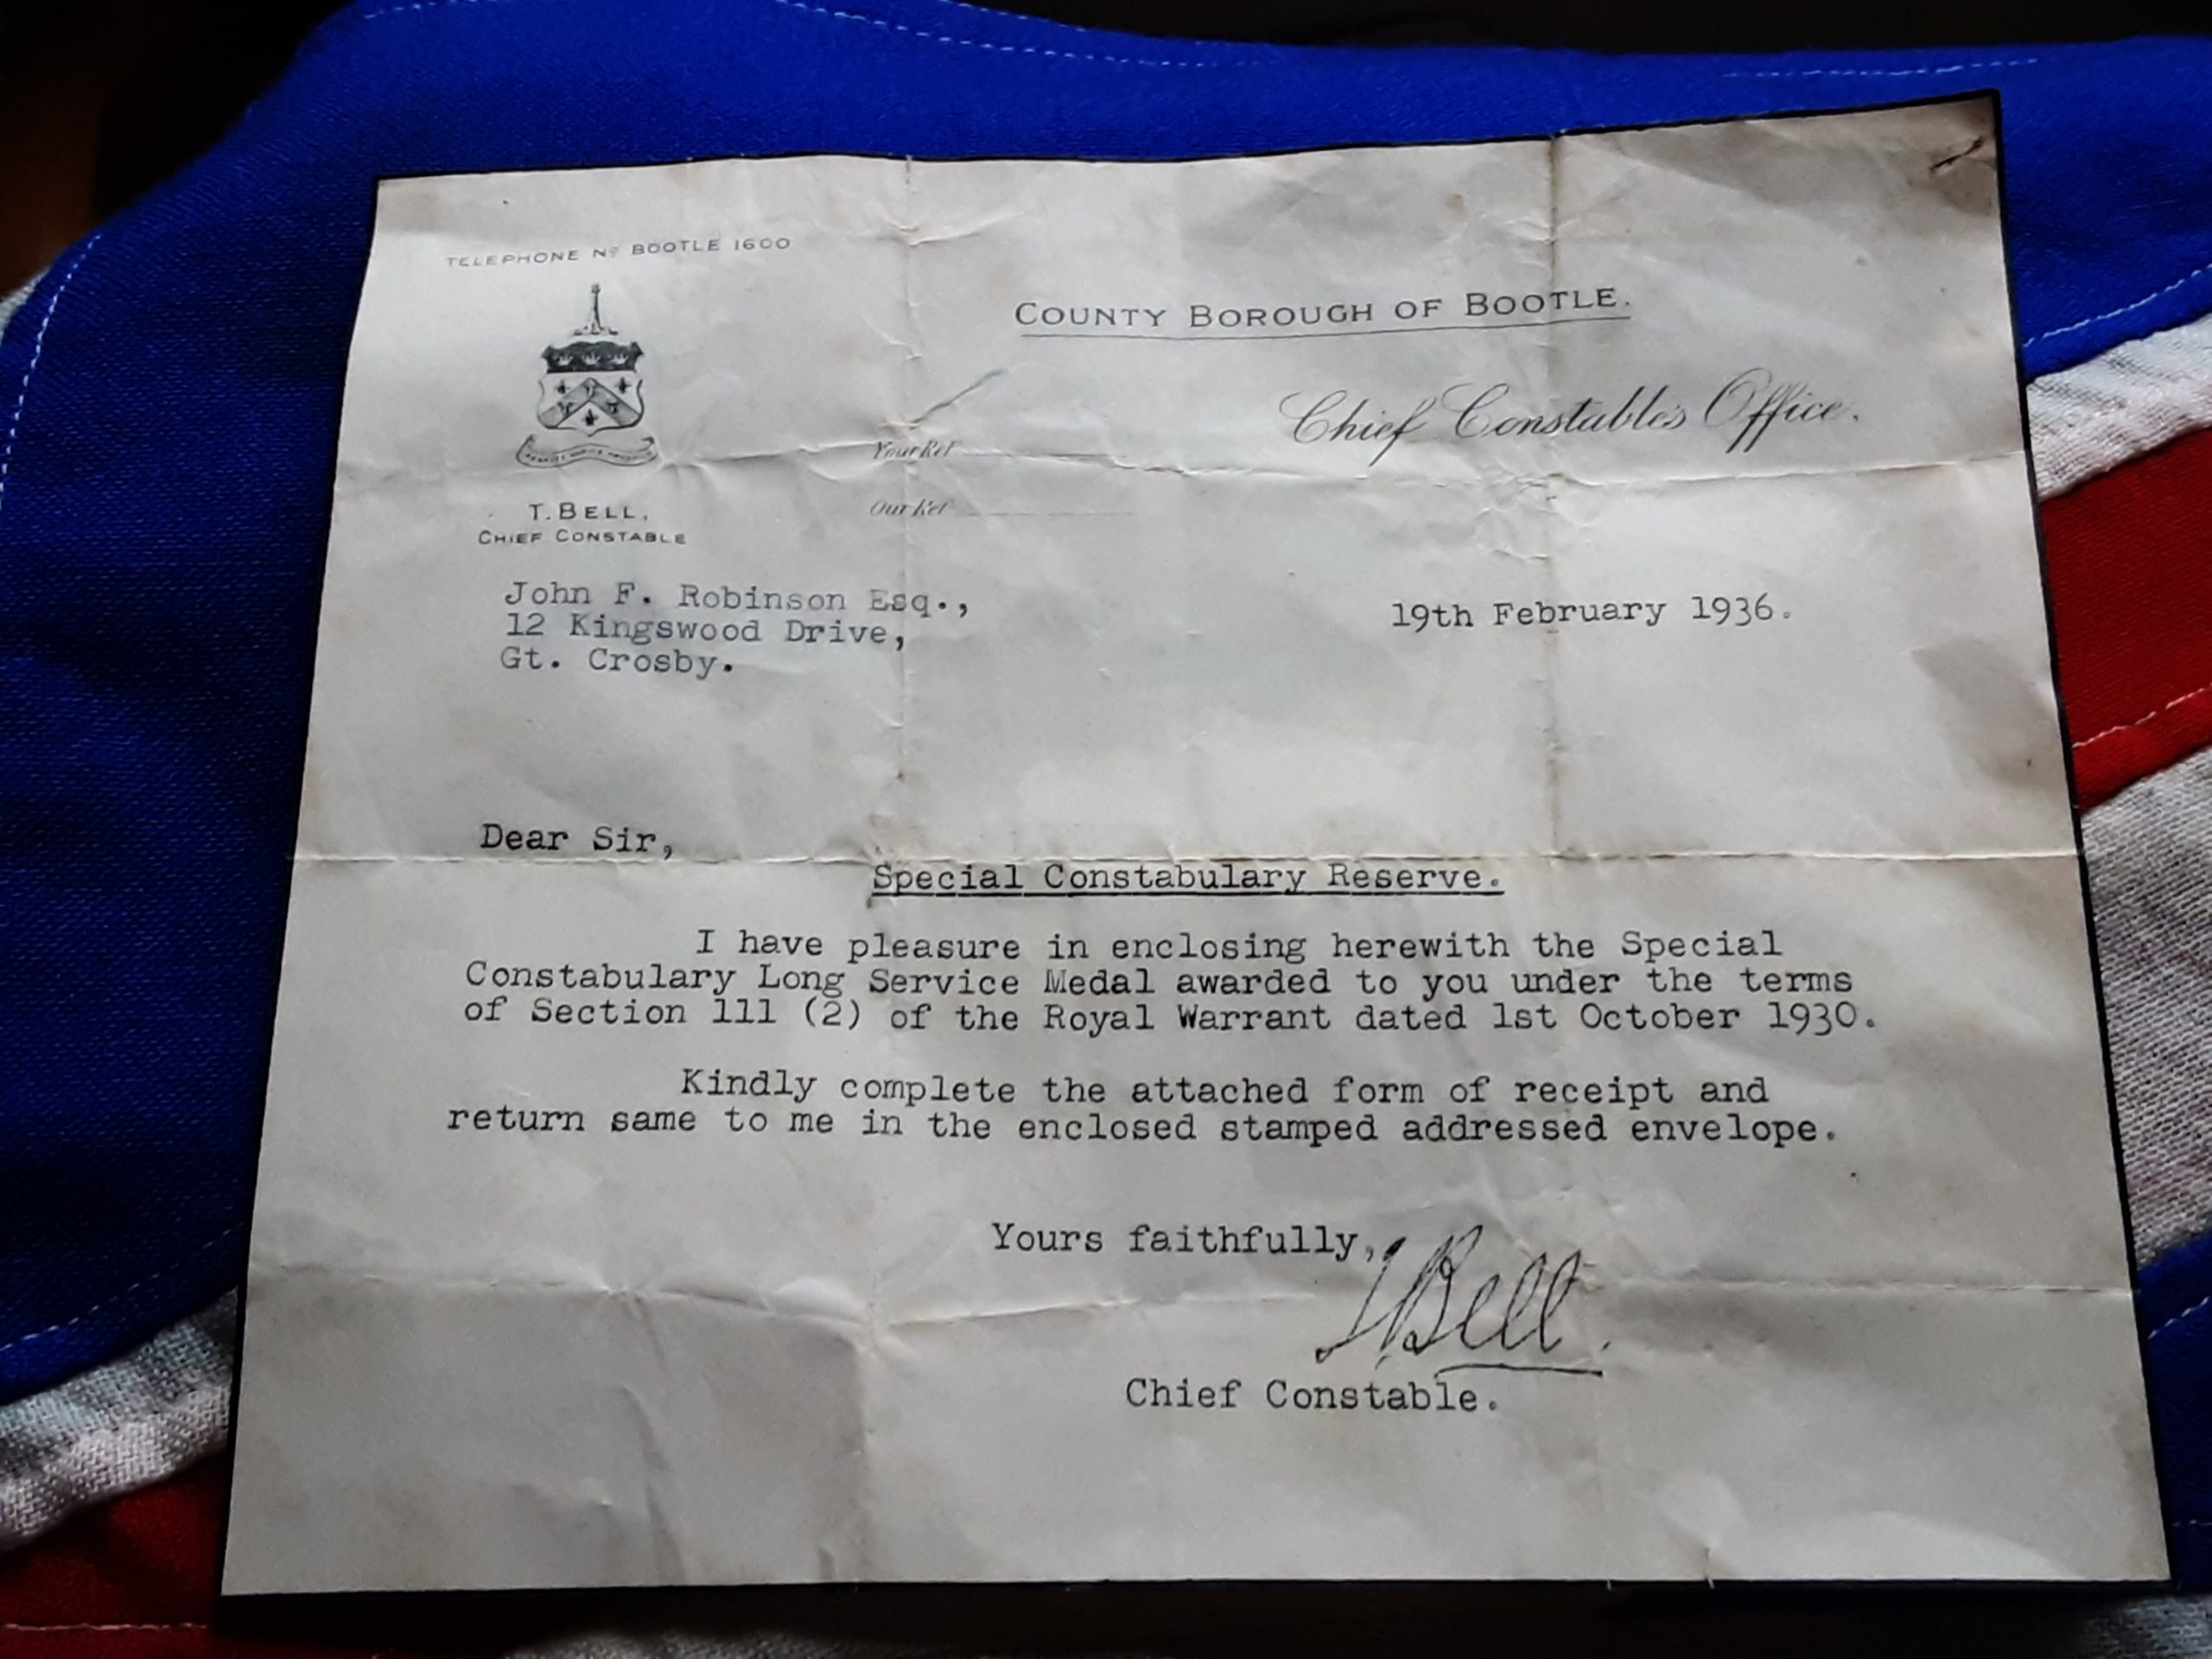 TELEPHONE No BOOTLE 1600
COUNTY BOROUGH OF BOOTLE.
Chief Constable's Office.
Your Ref
Our Ref
T. BELL,
CHIEF CONSTABLE
John F. Robinson Esq.,
12 Kingswood Drive,
Gt. Crosby.
19th February 1936.
Dear Sir,
Special Constabulary Reserve.
I have pleasure in enclosing herewith the Special
Constabulary Long Service Medal awarded to you under the terms
of Section 111 (2) of the Royal Warrant dated 1st October 1930.
Kindly complete the attached form of receipt and
return same to me in the enclosed stamped addressed envelope.
Yours faithfully,
T Bell.
Chief Constable.